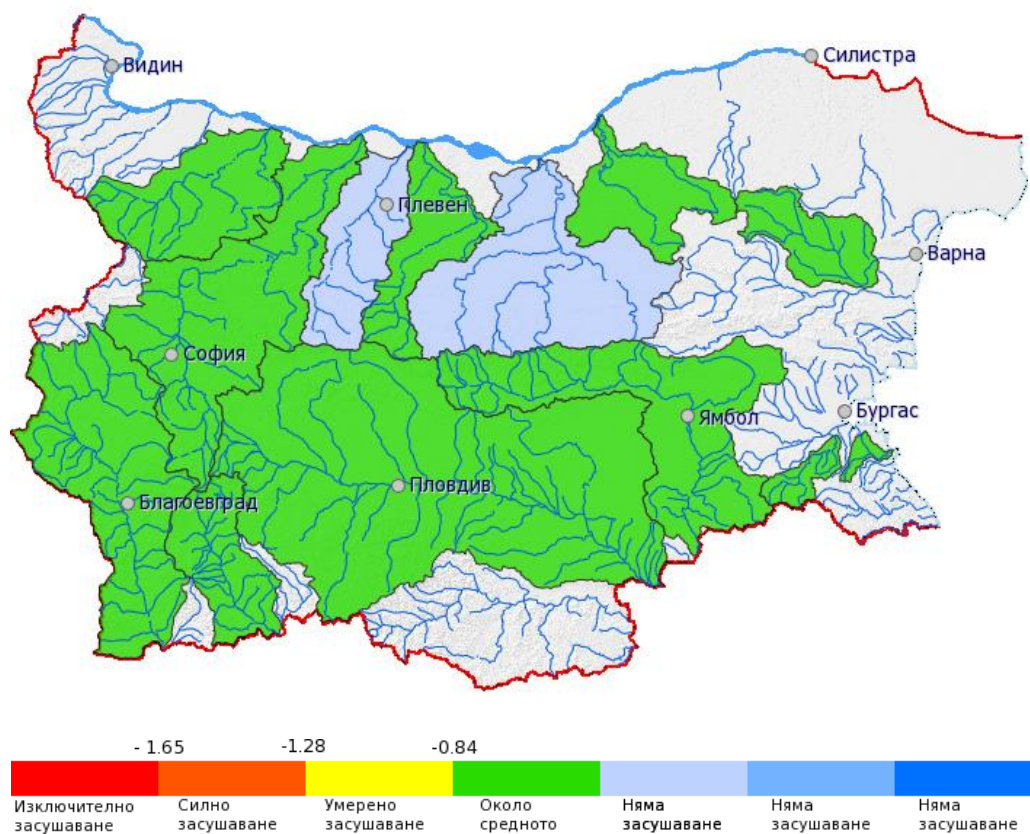 Видин
Силистра
Плевен
Варна
София
Ямбол
Бургас
Пловдив
Благоевград
- 1.65 -1.28 -0.84
Изключително Силно Умерено Около Няма Няма Няма
засушаване засушаване засушаване средното засушаване засушаване засушаване